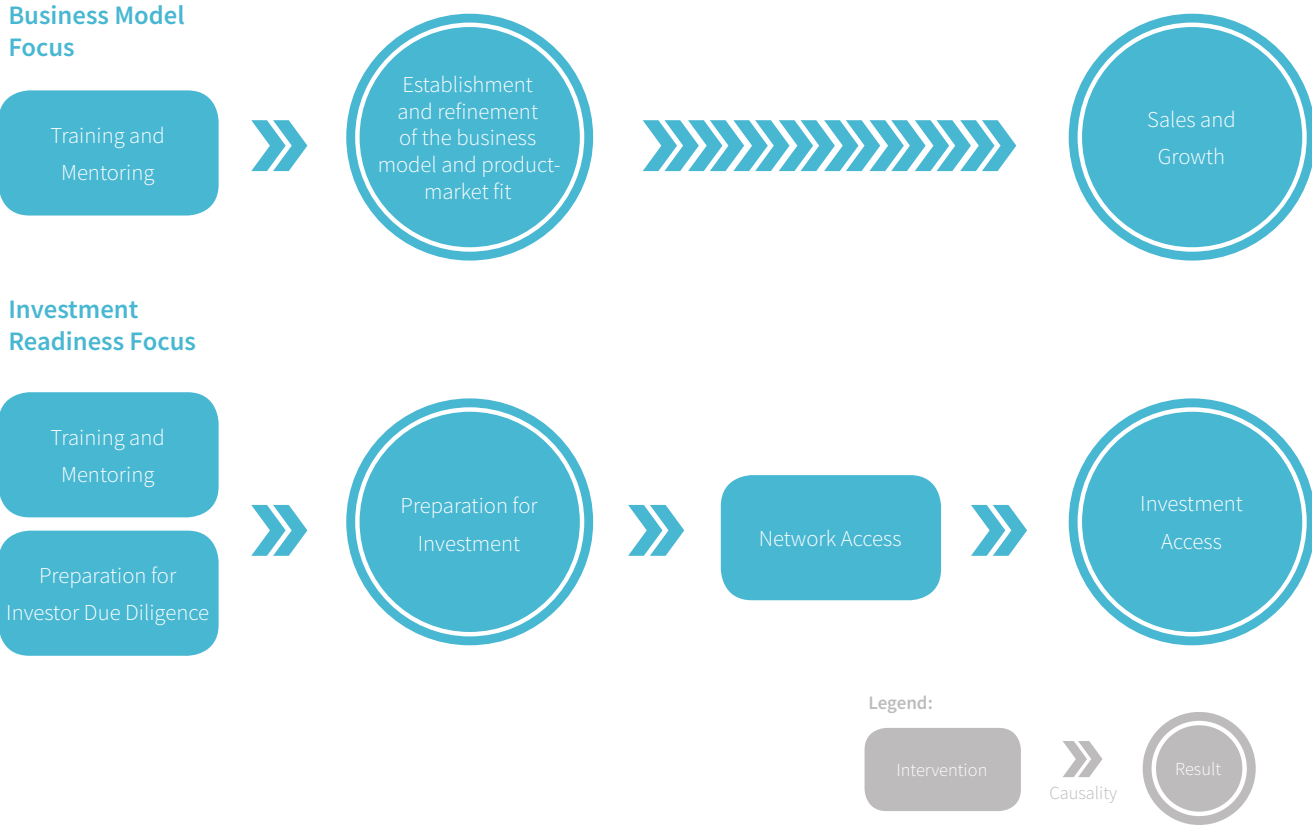 Business Model
Focus
Training and
Mentoring
Establishment
and refinement
of the business
model and product-
market fit
Sales and
Growth
Investment
Readiness Focus
Training and
Mentoring
Preparation for
Investor Due Diligence
Preparation for
Investment
Network Access
Investment
Access
Legend:
Intervention
Causality
Result